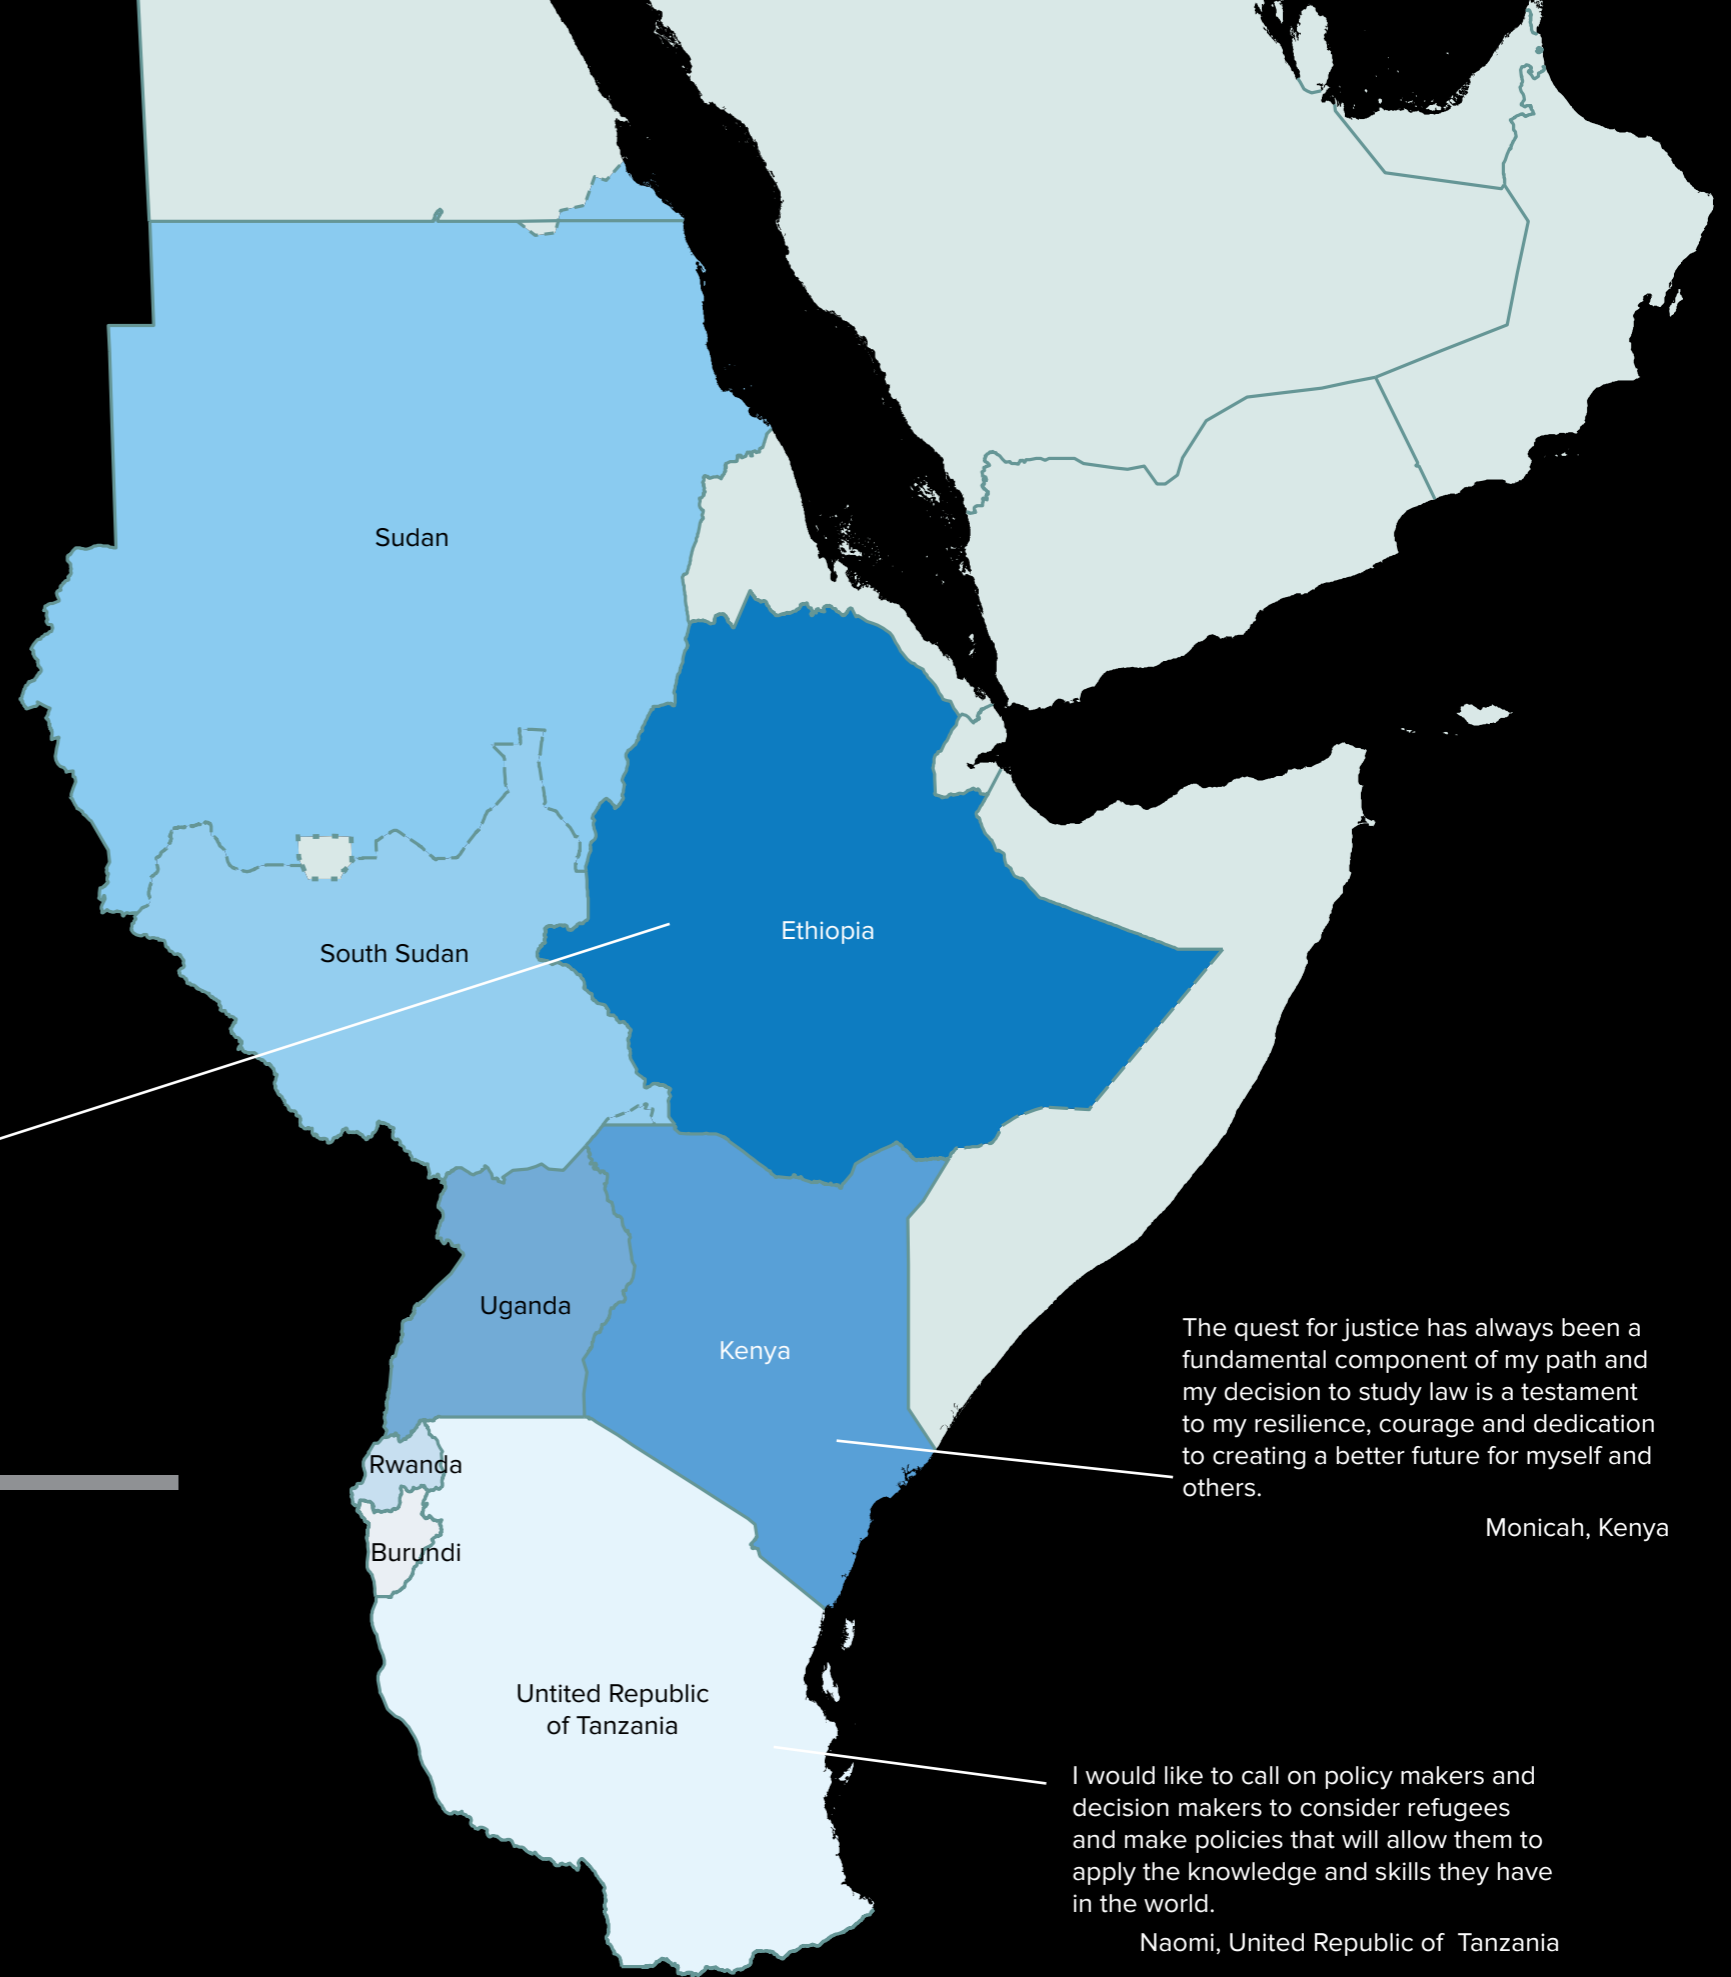 Sudan
Ethiopia
South Sudan
Uganda
Kenya
The quest for justice has always been a
fundamental component of my path and
my decision to study law is a testament
to my resilience, courage and dedication
to creating a better future for myself and
others.
Monicah, Kenya
Rwanda
Burundi
Untited Republic
of Tanzania
I would like to call on policy makers and
decision makers to consider refugees
and make policies that will allow them to
apply the knowledge and skills they have
in the world.
Naomi, United Republic of Tanzania